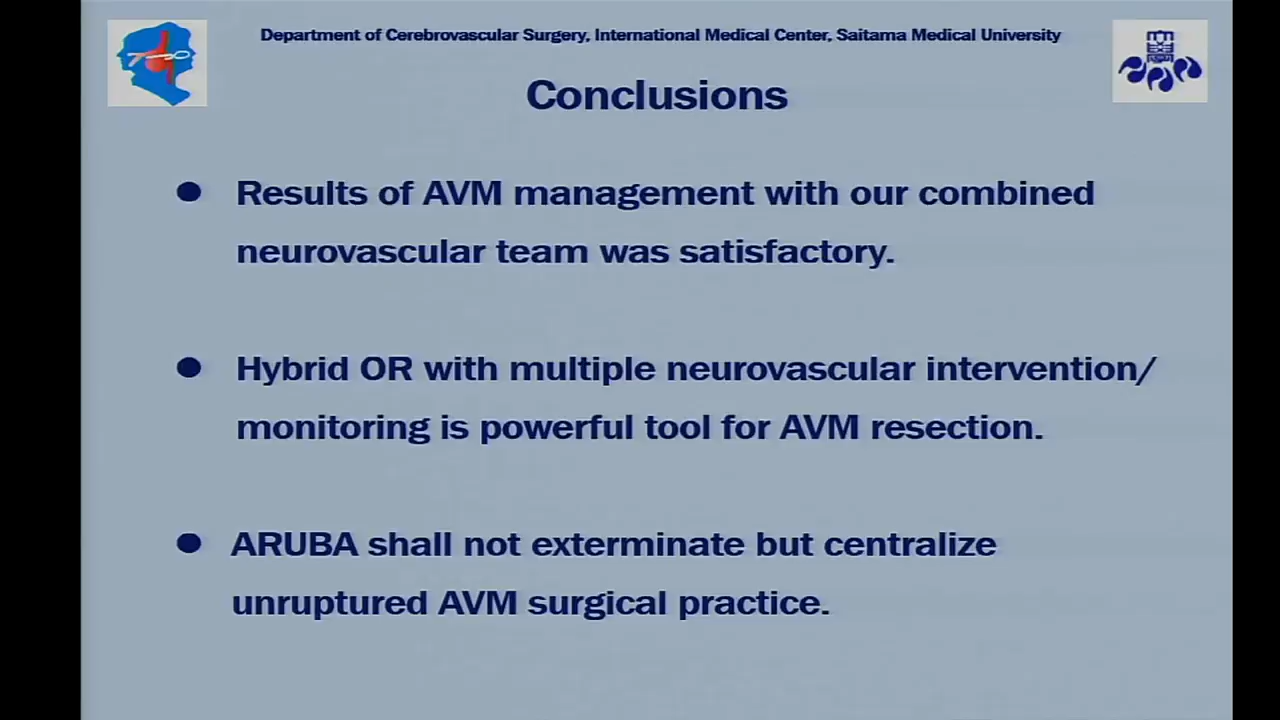 Department of Cerebrovascular Surgery, International Medical Center, Saitama Medical University
Conclusions
Results of AVM management with our combined
neurovascular team was satisfactory.
Hybrid OR with multiple neurovascular intervention/
monitoring is powerful tool for AVM resection.
ARUBA shall not exterminate but centralize
unruptured AVM surgical practice.